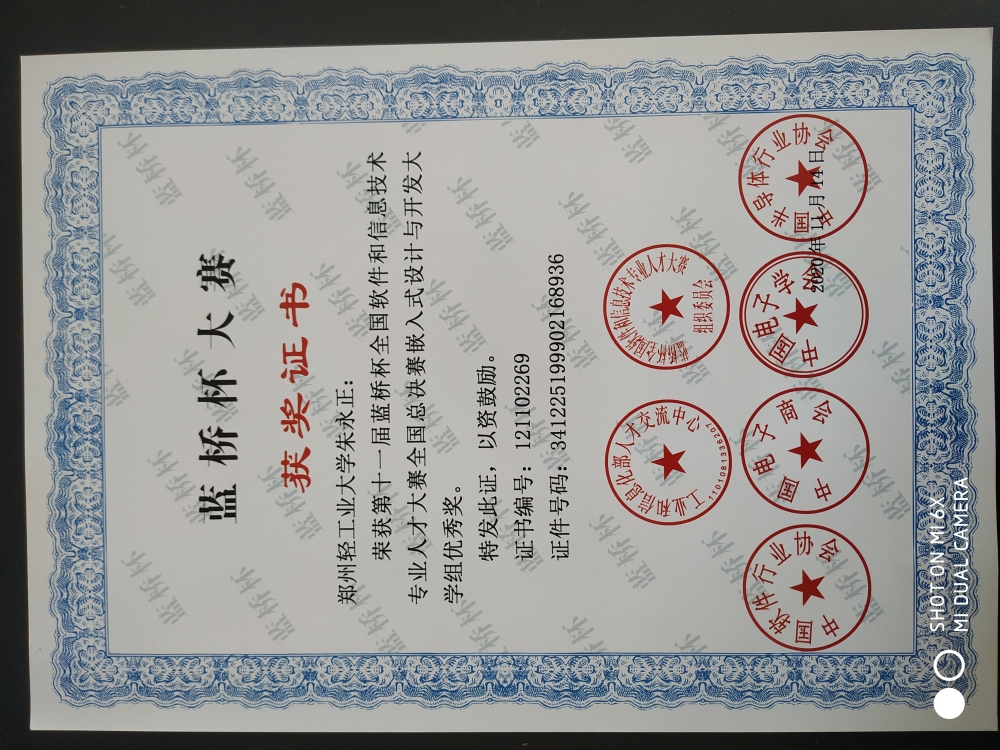 蓝桥杯大赛
获奖证书
郑州轻工业大学朱永正：
荣获第十一届蓝桥杯全国软件和信息技术
专业人才大赛全国总决赛嵌入式设计与开发大
学组优秀奖。
特发此证，以资鼓励。
证书编号：121102269
证件号码：341225199902168936
工业和信息化部人才交流中心
1101081336207
蓝桥杯全国软件和信息技术专业人才大赛
组织委员会
中国软件行业协会
中国电子商会
中国电子学会
中国半导体行业协会
2020年11月14日
蓝桥杯
SHOT ON MI 6X
MI DUAL CAMERA